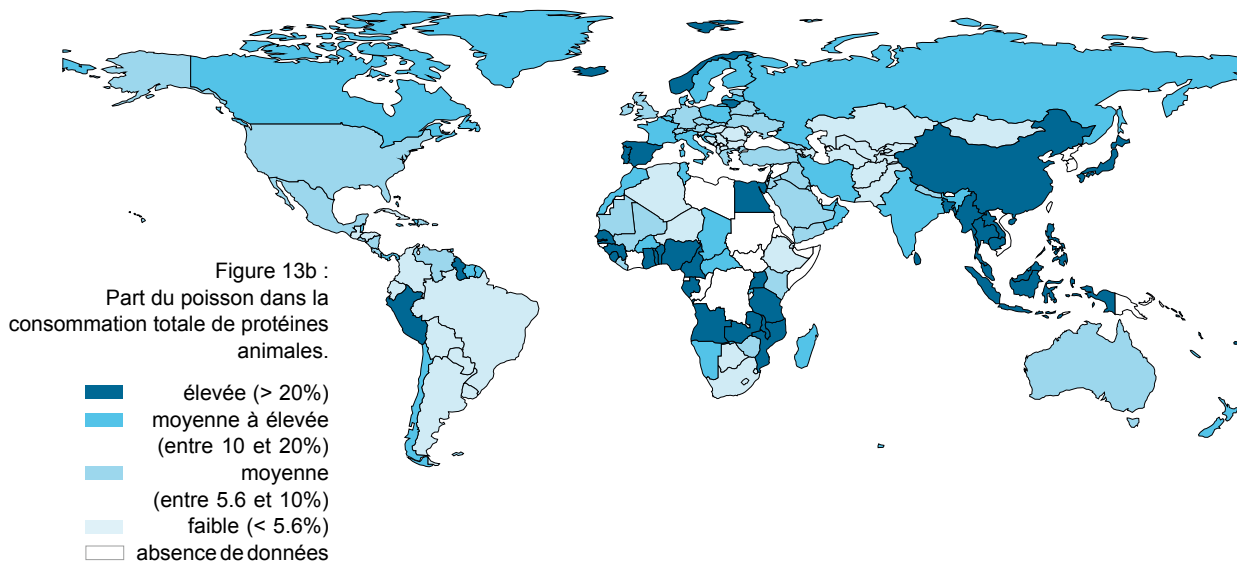 Figure 13b :
Part du poisson dans la
consommation totale de protéines
animales.
élevée (> 20%)
moyenne à élevée
(entre 10 et 20%)
moyenne
(entre 5.6 et 10%)
faible (< 5.6%)
absence de données